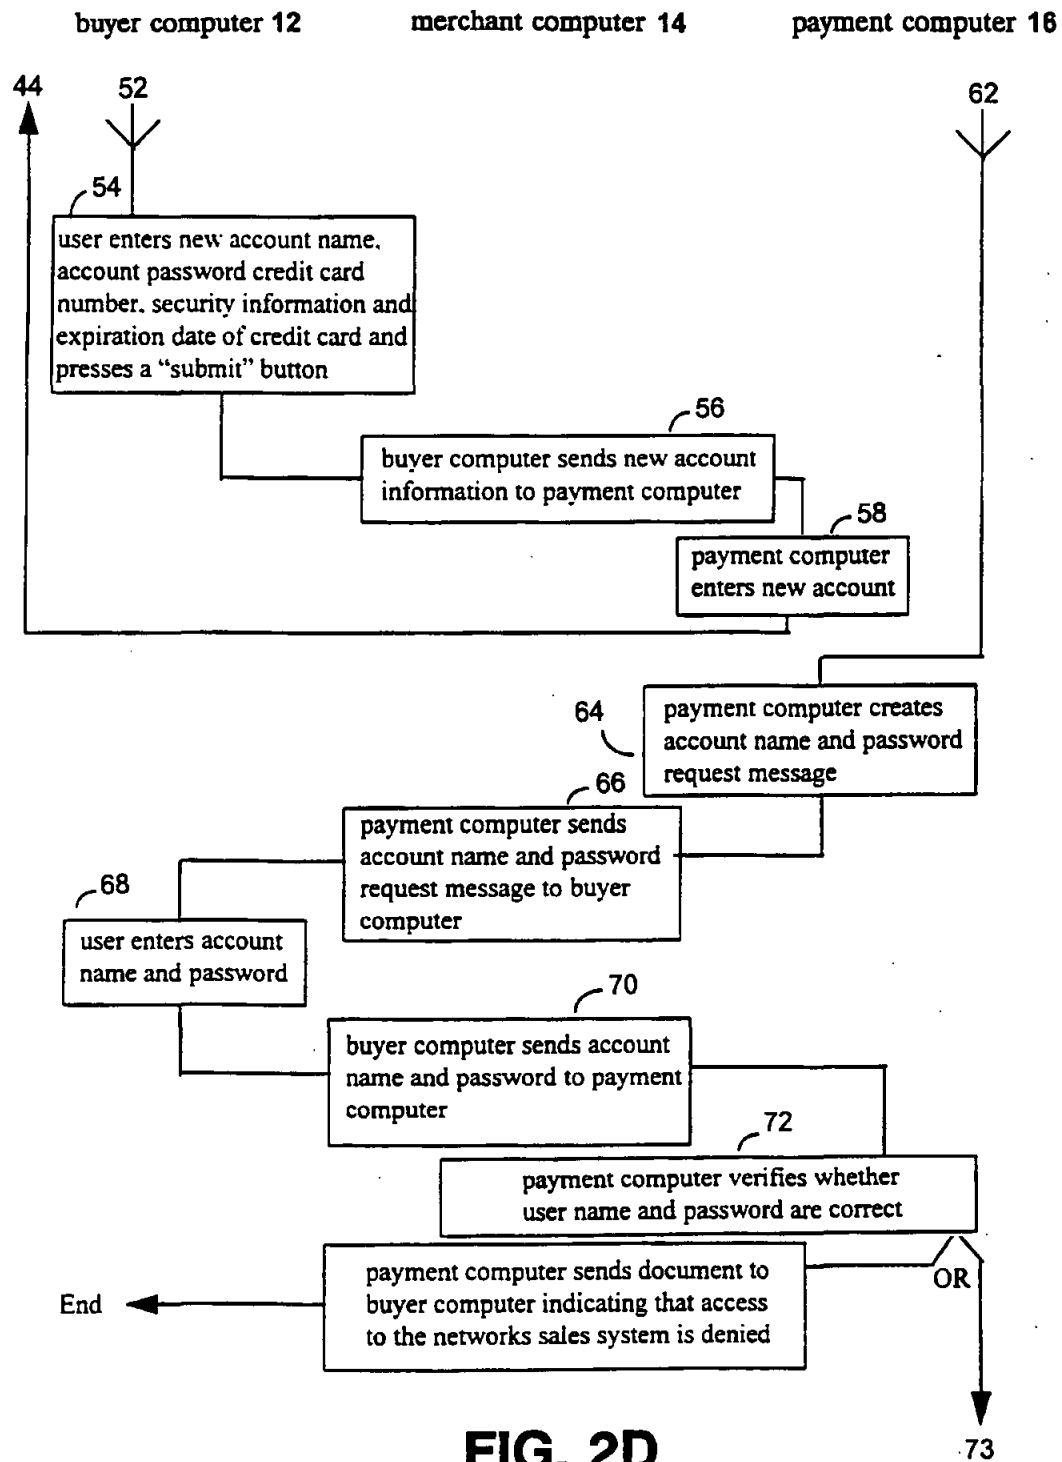 buyer computer 12 merchant computer 14 payment computer 16
44 52 62
54
user enters new account name.
account password credit card
number. security information and
expiration date of credit card and
presses a “submit” button
56
buyer computer sends new account
information to payment computer
58
payment computer
enters new account
64
payment computer creates
account name and password
request message
66
payment computer sends
account name and password
request message to buyer
computer
68
user enters account
name and password
70
buyer computer sends account
name and password to payment
computer
72
payment computer verifies whether
user name and password are correct
OR
payment computer sends document to
buyer computer indicating that access
to the networks sales system is denied
End
73
FIG. 2D